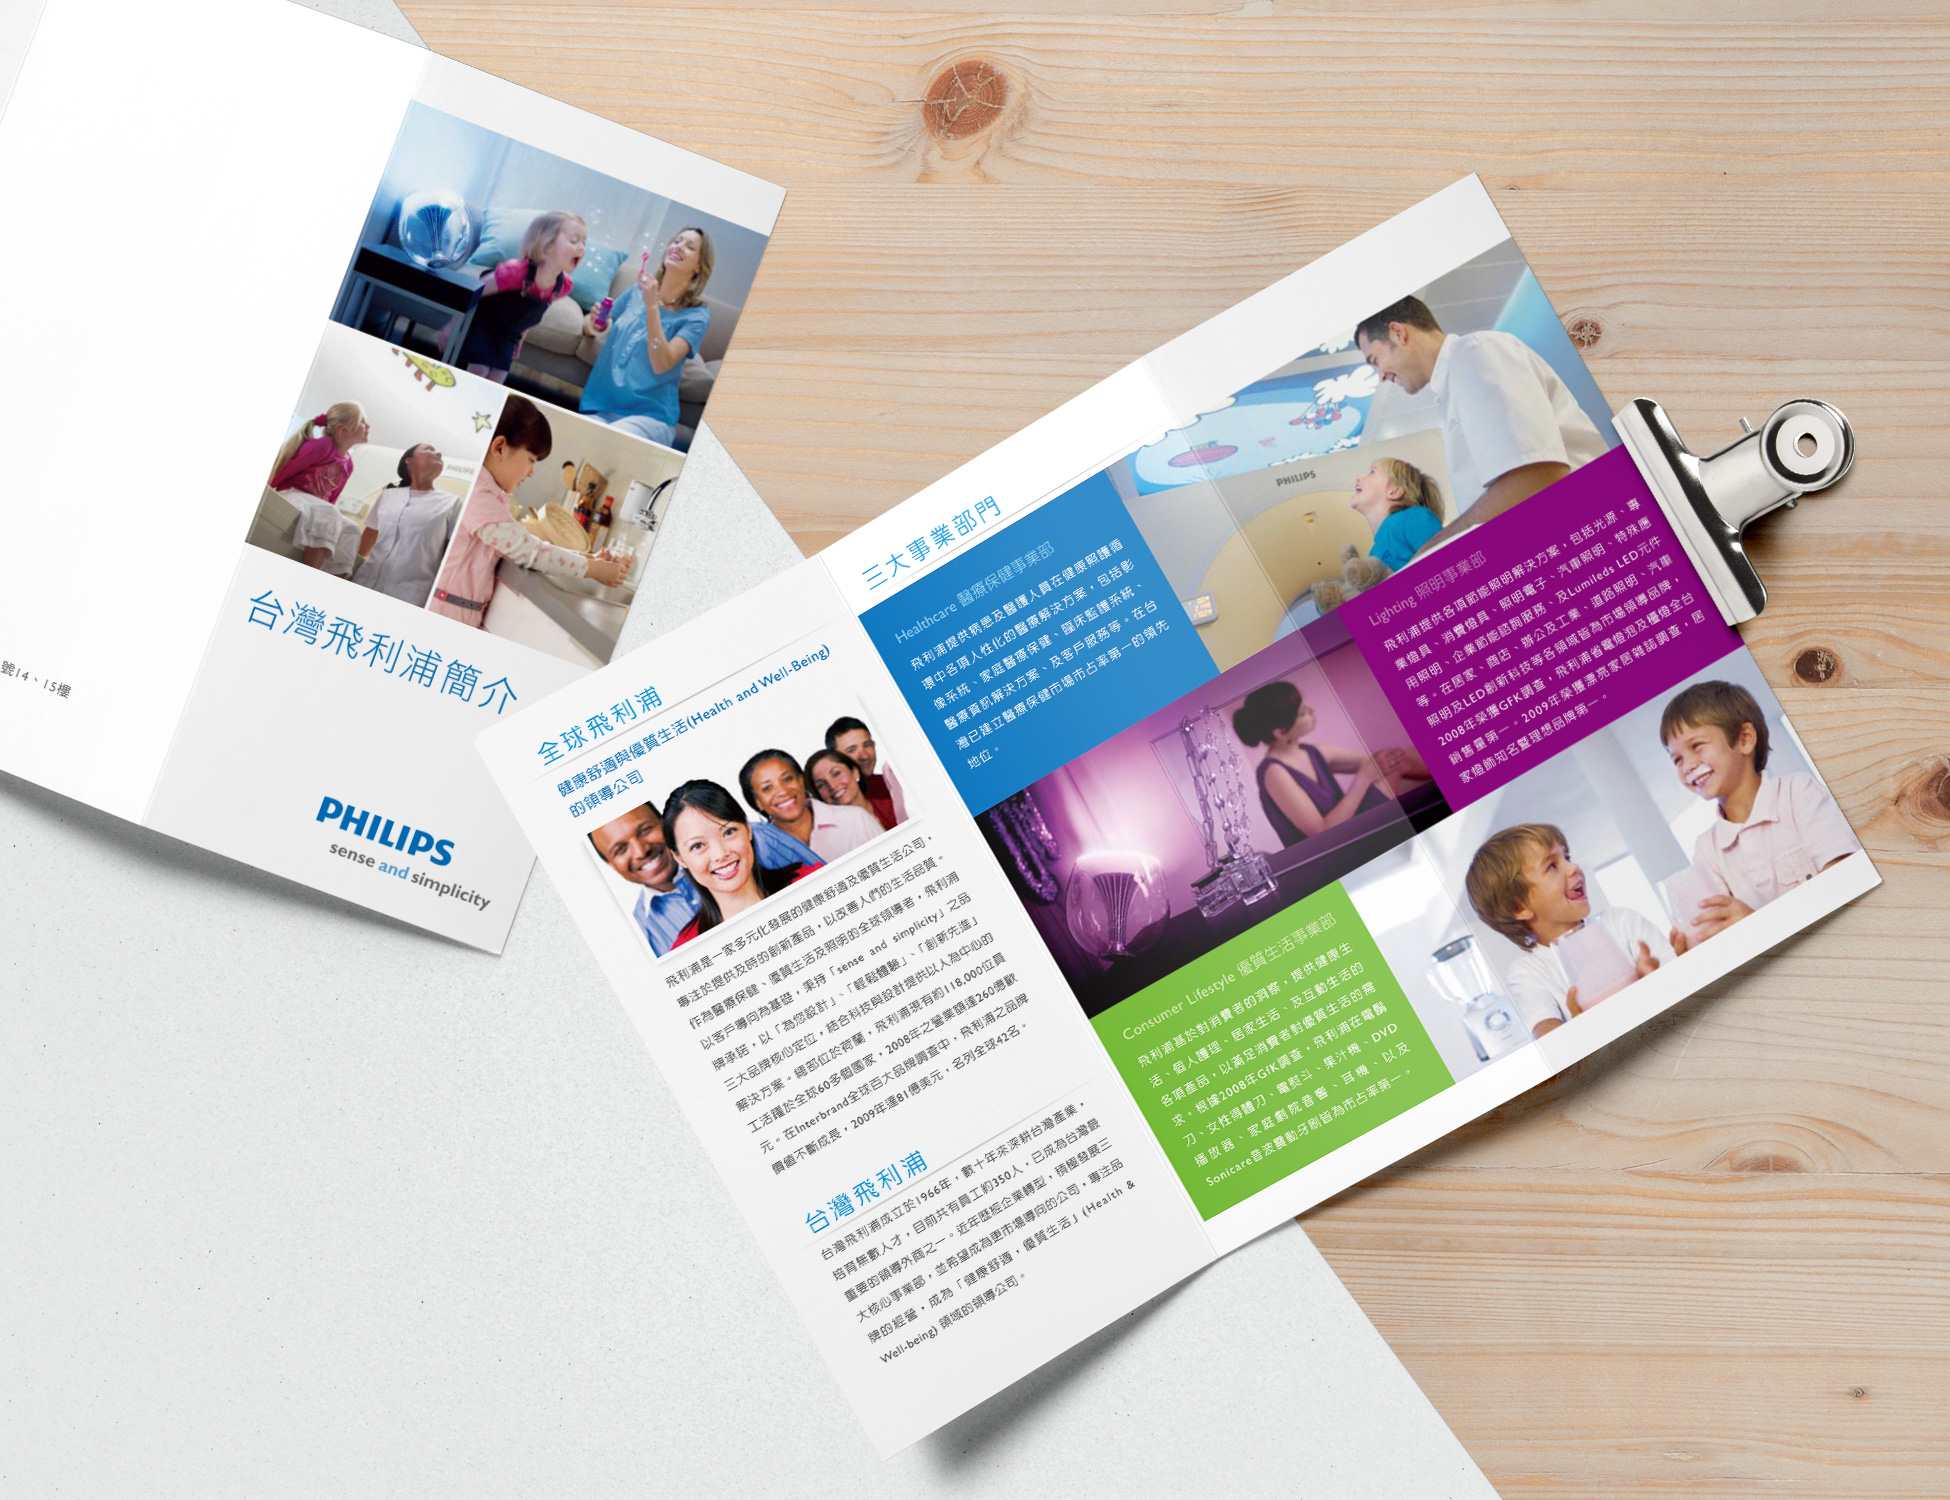 號14、15樓
台灣飛利浦簡介
PHILIPS
sense and simplicity
PHILIPS
全球飛利浦
健康舒適與優質生活(Health and Well-Being)
的領導公司
飛利浦是一家多元化發展的健康舒適及優質生活公司，
專注於提供及時的創新產品，以改善人們的生活品質。
作為醫療保健、優質生活及照明的全球領導者，飛利浦
以客戶導向為基礎，秉持「sense and simplicity」之品
牌承諾，以「為您設計」、「輕鬆體驗」、「創新先進」
三大品牌核心定位，結合科技與設計提供以人為中心的
解決方案。總部位於荷蘭，飛利浦現有約118,000位員
工活躍於全球60多個國家，2008年之營業額達260億歐
元。在Interbrand全球百大品牌調查中，飛利浦之品牌
價值不斷成長，2009年達81億美元，名列全球42名。
台灣飛利浦
台灣飛利浦成立於1966年，數十年來深耕台灣產業，
培育無數人才，目前共有員工約350人，已成為台灣最
重要的領導外商之一。近年歷經企業轉型，積極發展三
大核心事業部，並希望成為更市場導向的公司，專注品
牌的經營，成為「健康舒適，優質生活」(Health &
Well-being) 領域的領導公司。
三大事業部門
Healthcare 醫療保健事業部
飛利浦提供病患及醫護人員在健康照護循
環中各項人性化的醫療解決方案，包括影
像系統、家庭醫療保健、臨床監護系統、
醫療資訊解決方案、及客戶服務等。在台
灣已建立醫療保健市場市占率第一的領先
地位。
PHILIPS
Lighting 照明事業部
飛利浦提供各項節能照明解決方案，包括光源、專
業燈具、消費燈具、照明電子、汽車照明、特殊應
用照明、企業節能諮詢服務、及Lumileds LED元件
等。在居家、商店、辦公及工業、道路照明、汽車
照明及LED創新科技等各領域皆為市場領導品牌，
2008年榮獲GFK調查，飛利浦省電燈泡及檯燈全台
銷售量第一。2009年榮獲漂亮家居雜誌調查，居
家燈飾知名暨理想品牌第一。
Consumer Lifestyle 優質生活事業部
飛利浦基於對消費者的洞察，提供健康生
活、個人護理、居家生活、及互動生活的
各項產品，以滿足消費者對優質生活的需
求。根據2008年GfK調查，飛利浦在電鬍
刀、女性得體刀、電熨斗、果汁機、DVD
播放器、家庭劇院音響、耳機、以及
Sonicare音波震動牙刷皆為市占率第一。